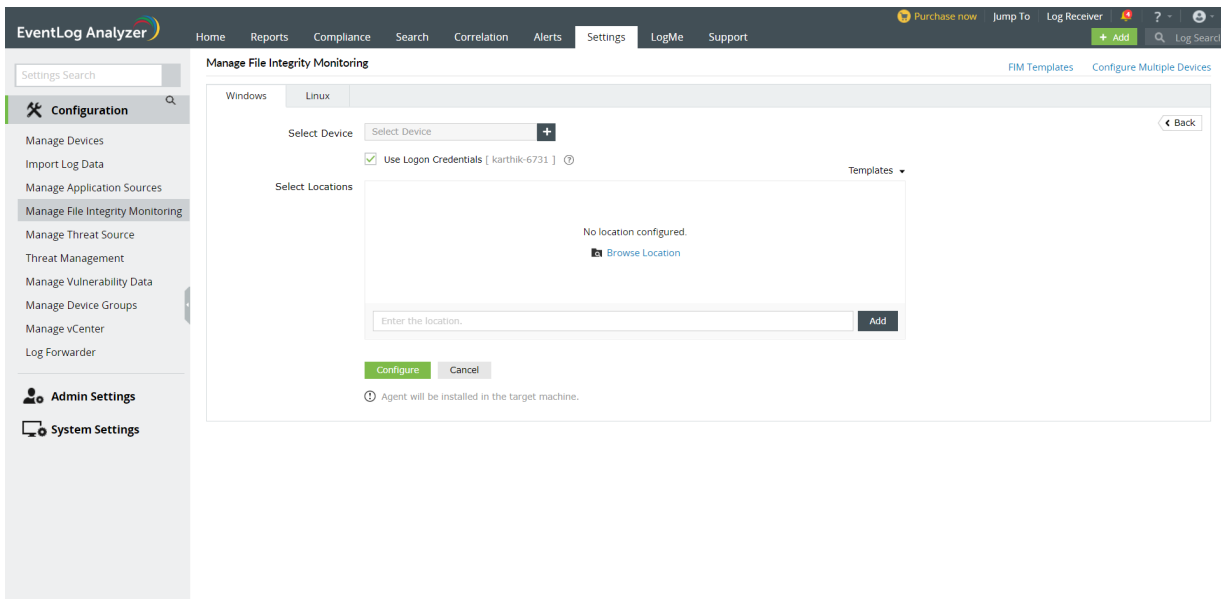 Purchase now Jump To Log Receiver 4 ?
EventLog Analyzer
Home Reports Compliance Search Correlation Alerts Settings LogMe Support
+ Add Log Search
Settings Search
Manage File Integrity Monitoring
FIM Templates Configure Multiple Devices
Configuration
Windows Linux
Back
Manage Devices
Import Log Data
Manage Application Sources
Manage File Integrity Monitoring
Manage Threat Source
Threat Management
Manage Vulnerability Data
Manage Device Groups
Manage vCenter
Log Forwarder
Admin Settings
System Settings
Select Device Select Device +
Use Logon Credentials [ karthik-6731 ] ?
Templates
Select Locations
No location configured.
Browse Location
Enter the location. Add
Configure Cancel
! Agent will be installed in the target machine.